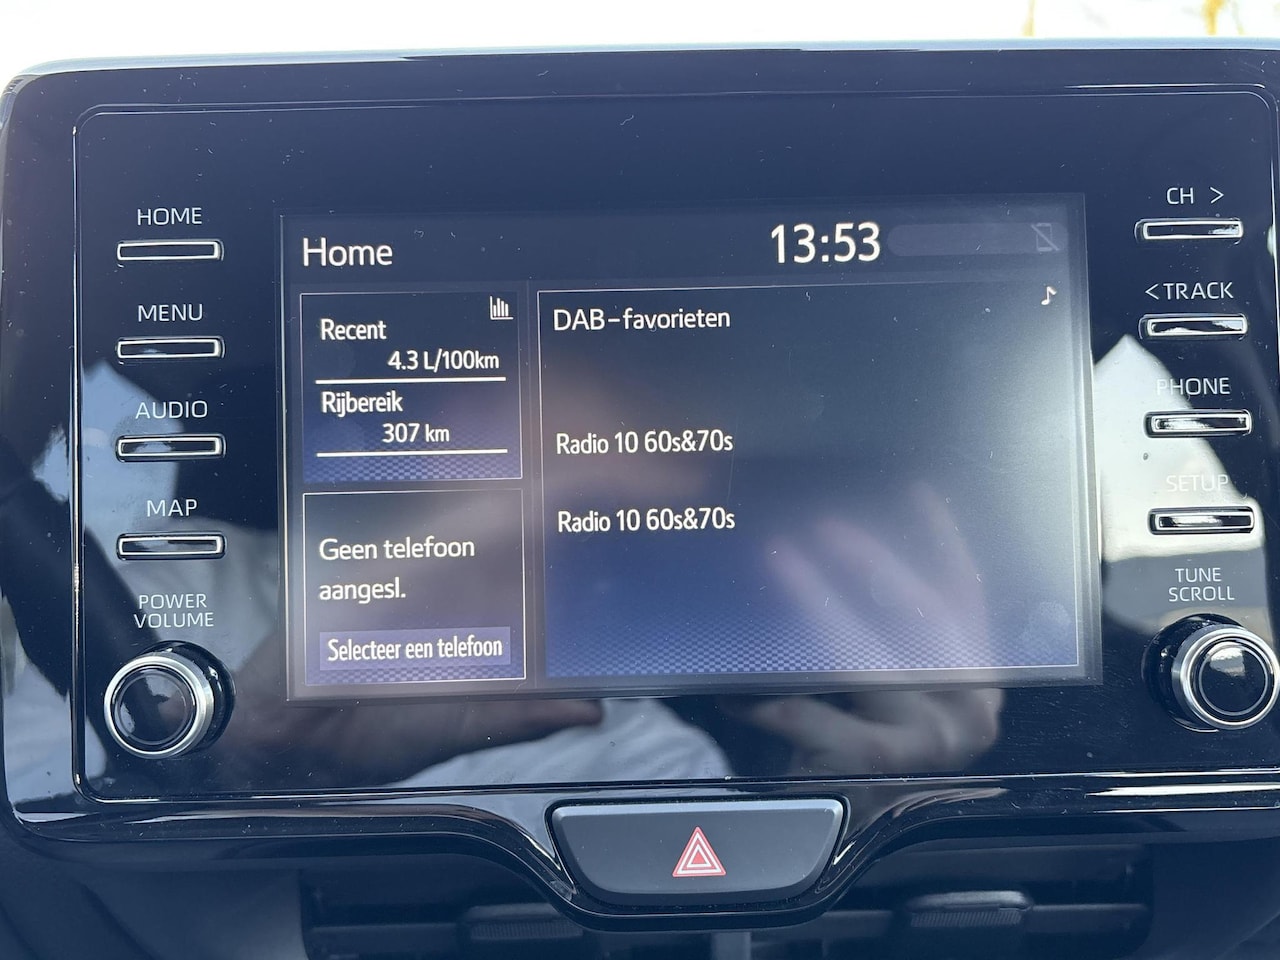 HOME
MENU
AUDIO
MAP
POWER
VOLUME
Home
13:53
Recent
4.3 L/100km
Rijbereik
307 km
Geen telefoon
aangesl.
Selecteer een telefoon
DAB-favorieten
Radio 10 60s&70s
Radio 10 60s&70s
CH >
<TRACK
PHONE
SETUP
TUNE
SCROLL